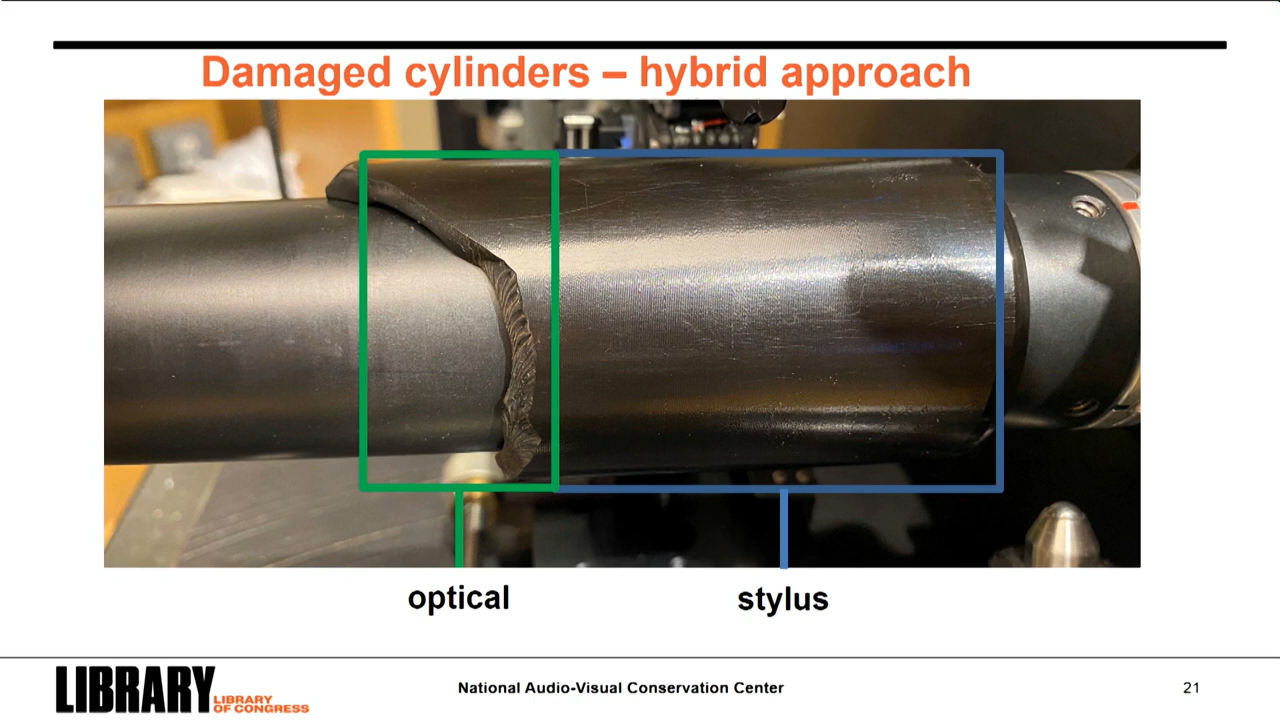 Damaged cylinders – hybrid approach
optical
stylus
LIBRARY
LIBRARY
OF CONGRESS
National Audio-Visual Conservation Center
21